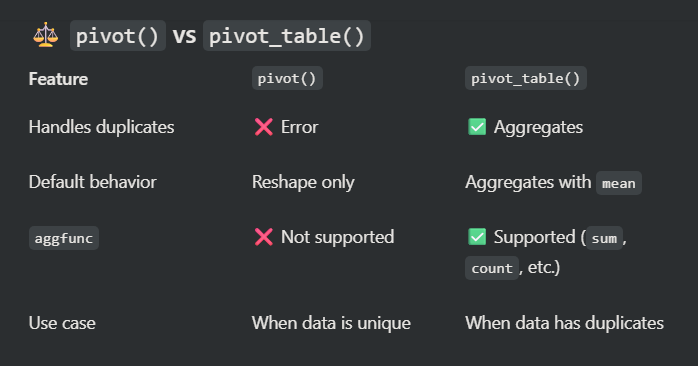 ⚖️ pivot() vs pivot_table()
Feature pivot() pivot_table()
Handles duplicates ❌ Error ✅ Aggregates
Default behavior Reshape only Aggregates with mean
aggfunc ❌ Not supported ✅ Supported (sum,
count, etc.)
Use case When data is unique When data has duplicates